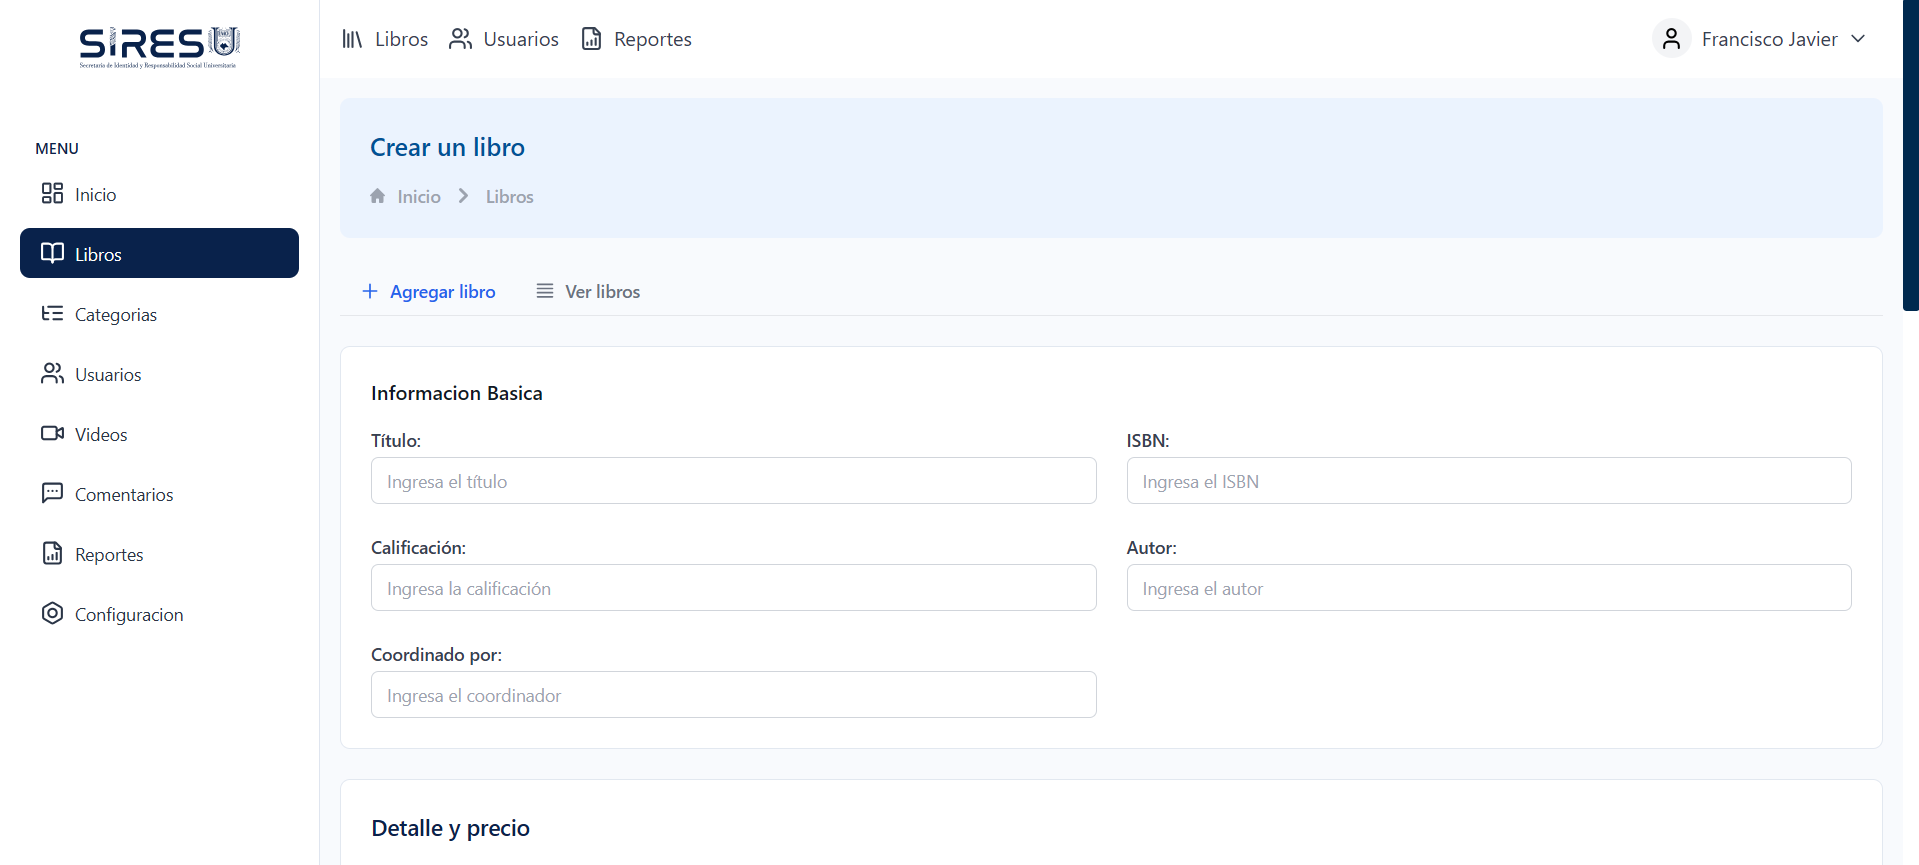 SIRESU
Secretaría de Identidad y Responsabilidad Social Universitaria
Libros
Usuarios
Reportes
Francisco Javier
MENU
Inicio
Libros
Categorias
Usuarios
Videos
Comentarios
Reportes
Configuracion
Crear un libro
Inicio
Libros
Agregar libro
Ver libros
Informacion Basica
Título:
Ingresa el título
ISBN:
Ingresa el ISBN
Calificación:
Ingresa la calificación
Autor:
Ingresa el autor
Coordinado por:
Ingresa el coordinador
Detalle y precio